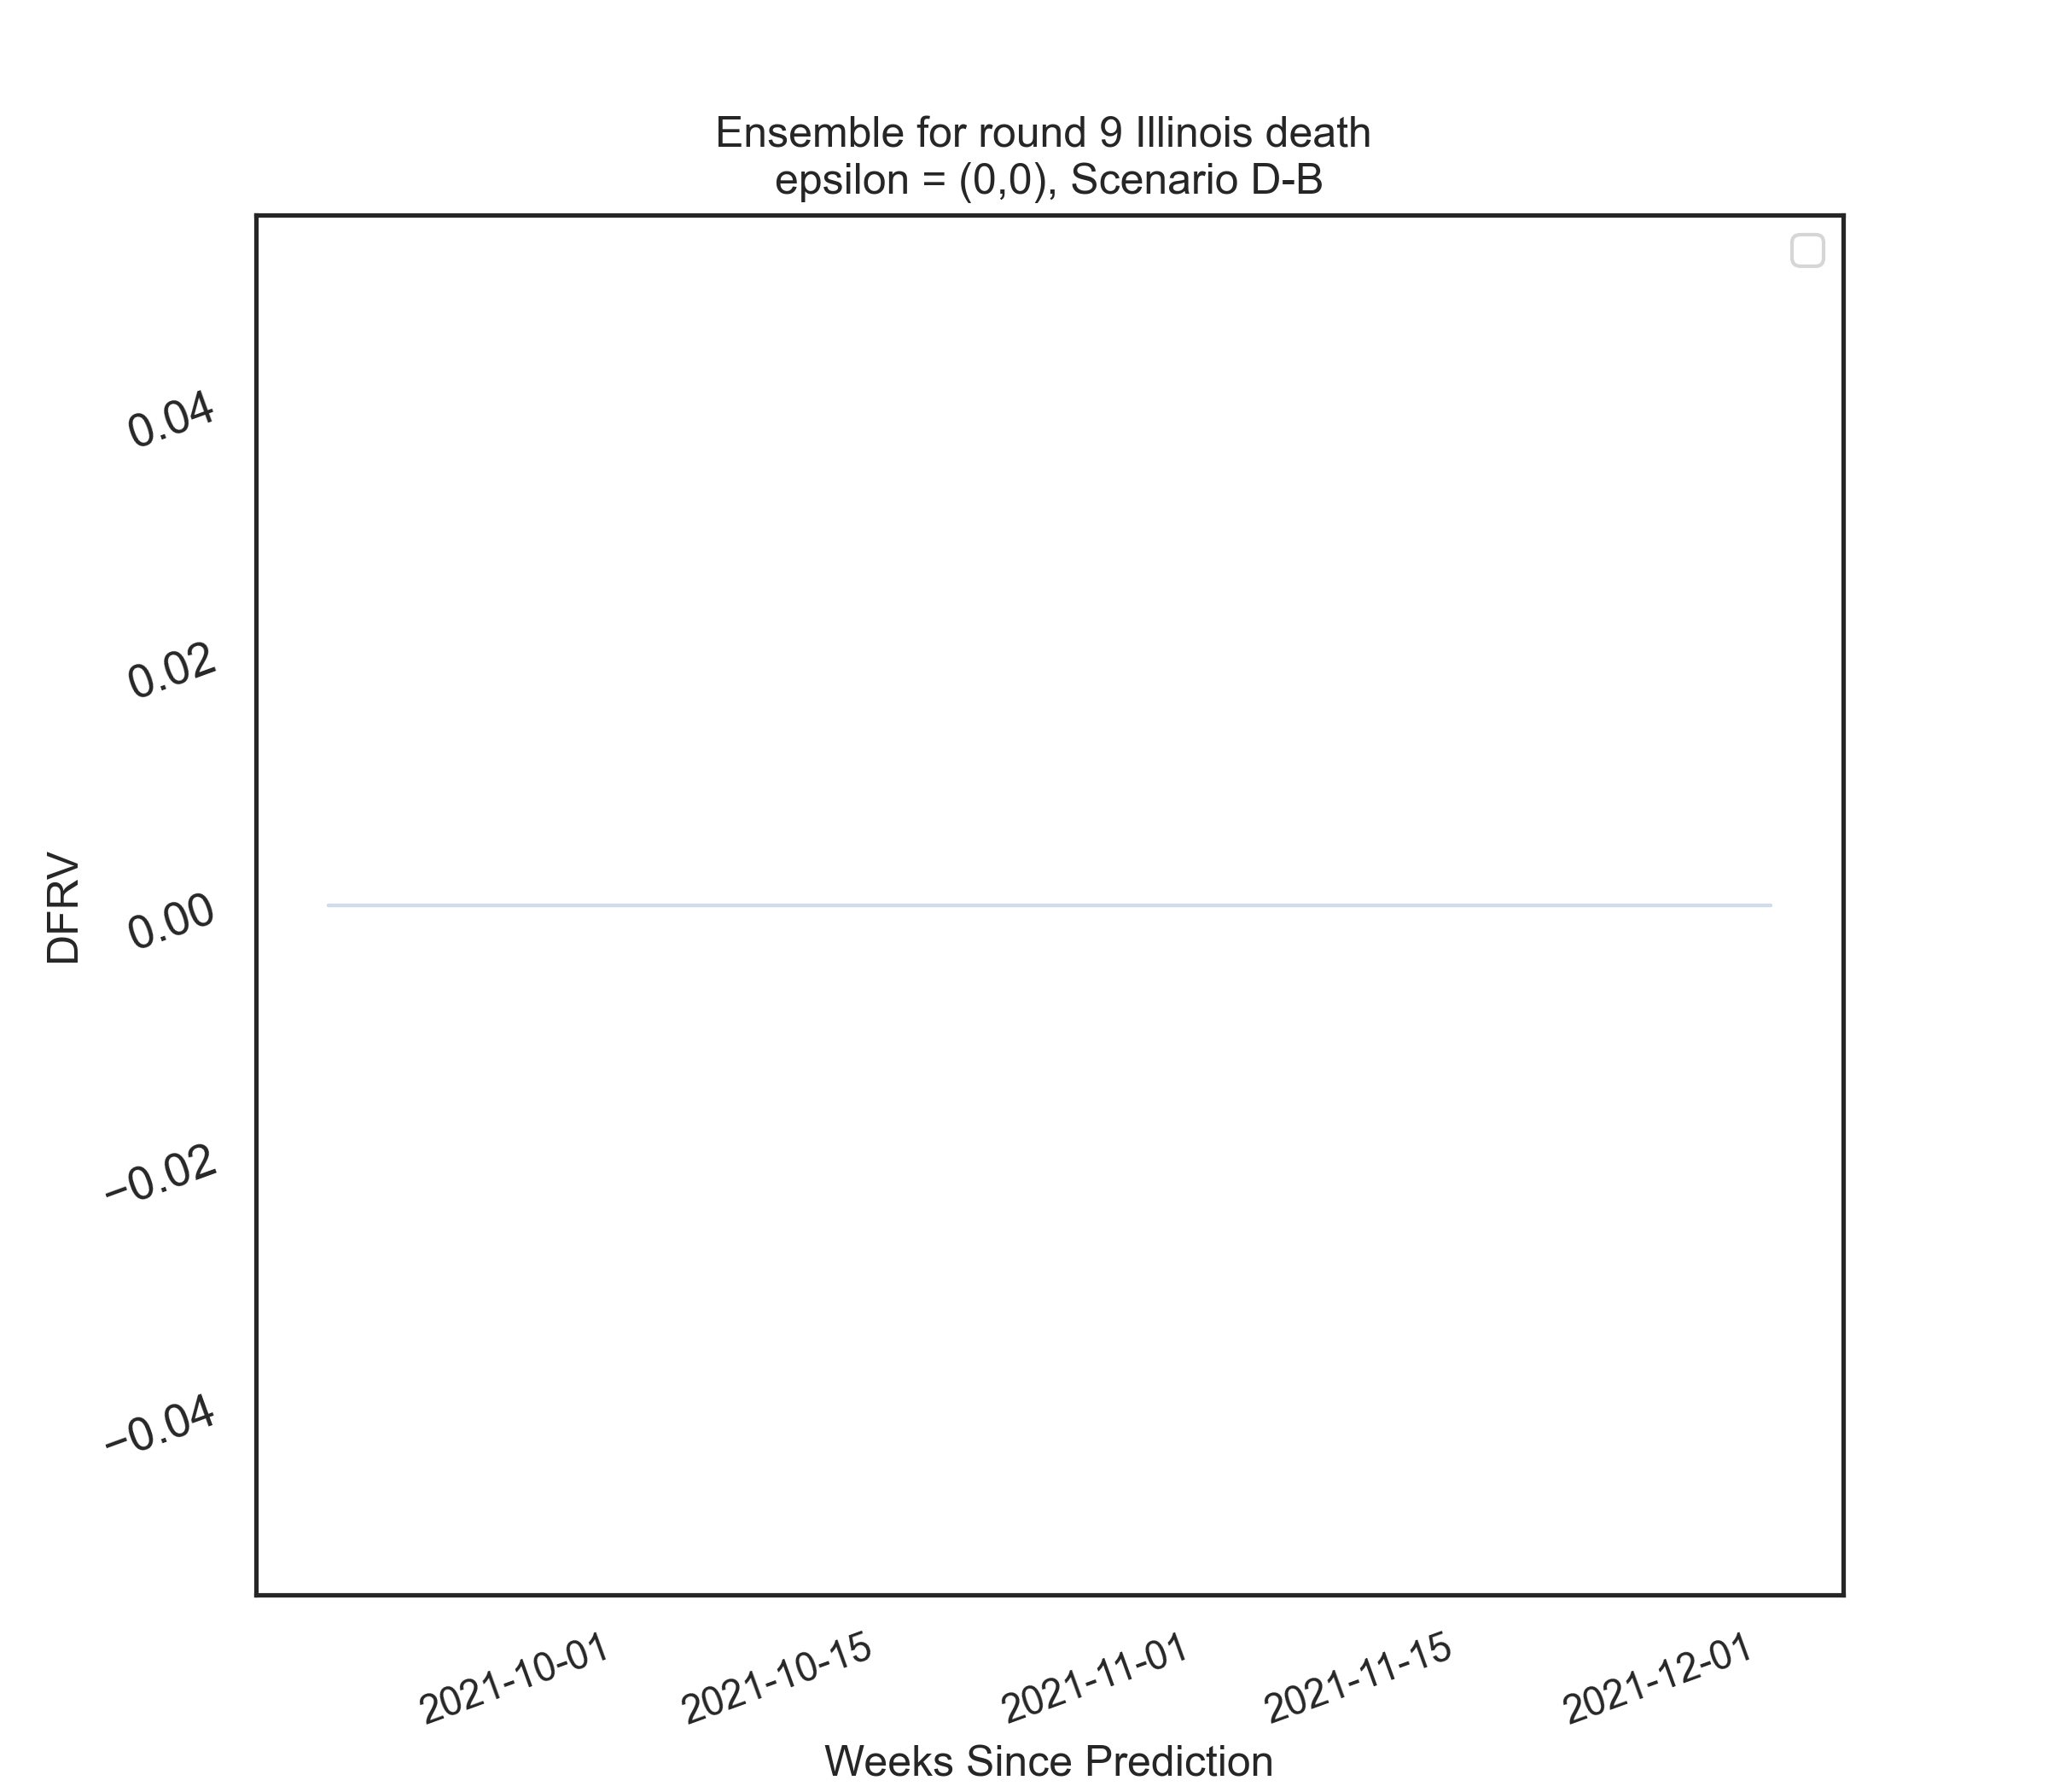 Ensemble for round 9 Illinois death
epsilon = (0,0), Scenario D-B
0.04
0.02
0.00
−0.02
−0.04
DFRV
2021-10-01
2021-10-15
2021-11-01
2021-11-15
2021-12-01
Weeks Since Prediction